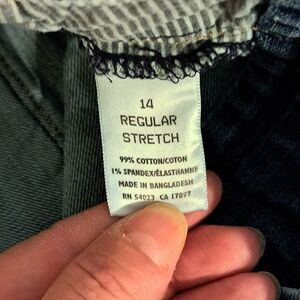 14
REGULAR
STRETCH
99% COTTON/COTON
1% SPANDEX/ÉLASTHANNE
MADE IN BANGLADESH
RN 54023 CA 17897